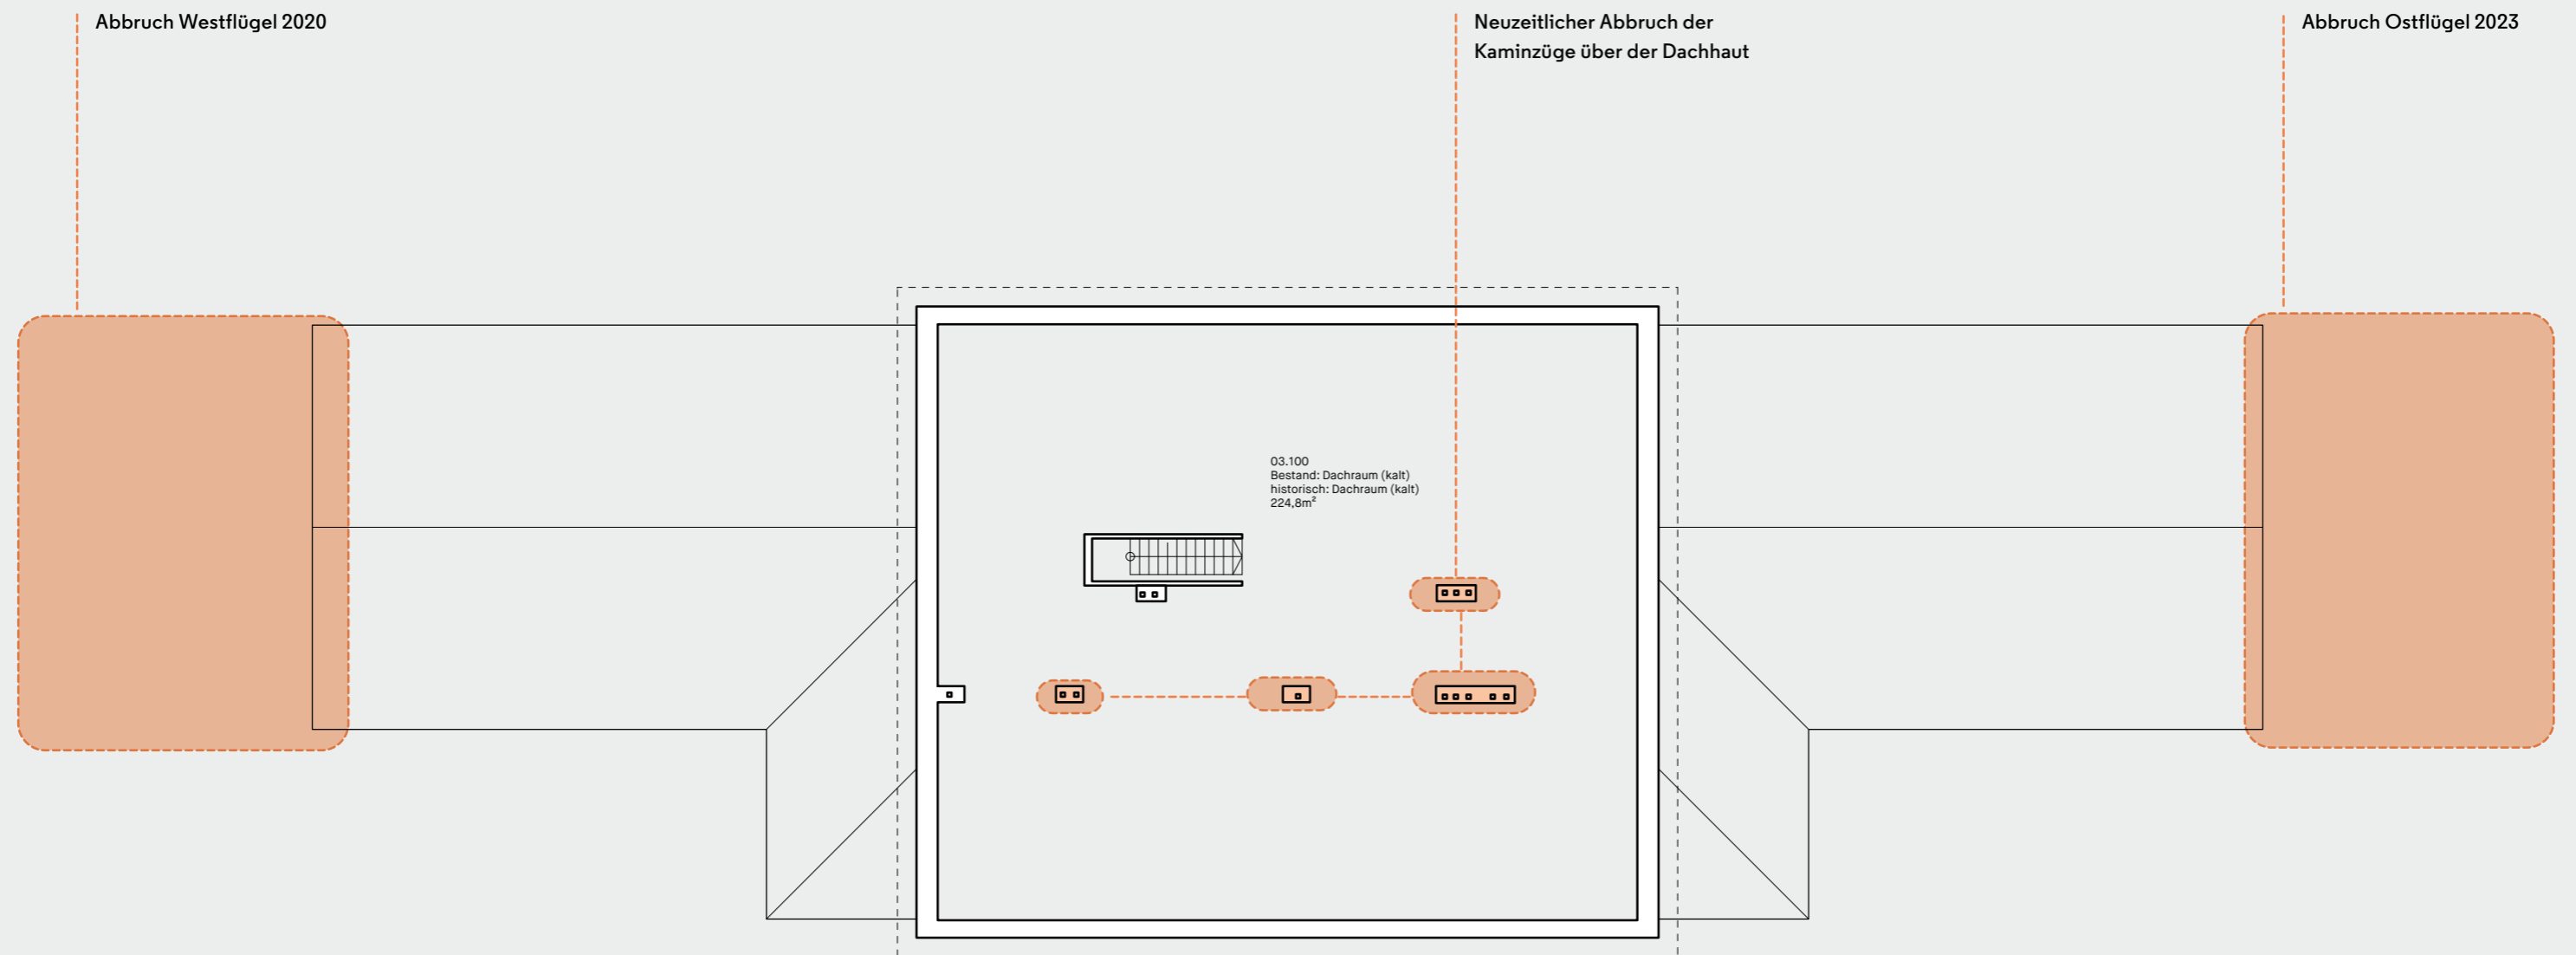 Abbruch Westflügel 2020
Neuzeitlicher Abbruch der
Kaminzüge über der Dachhaut
Abbruch Ostflügel 2023
03.100
Bestand: Dachraum (kalt)
historisch: Dachraum (kalt)
224,8m²